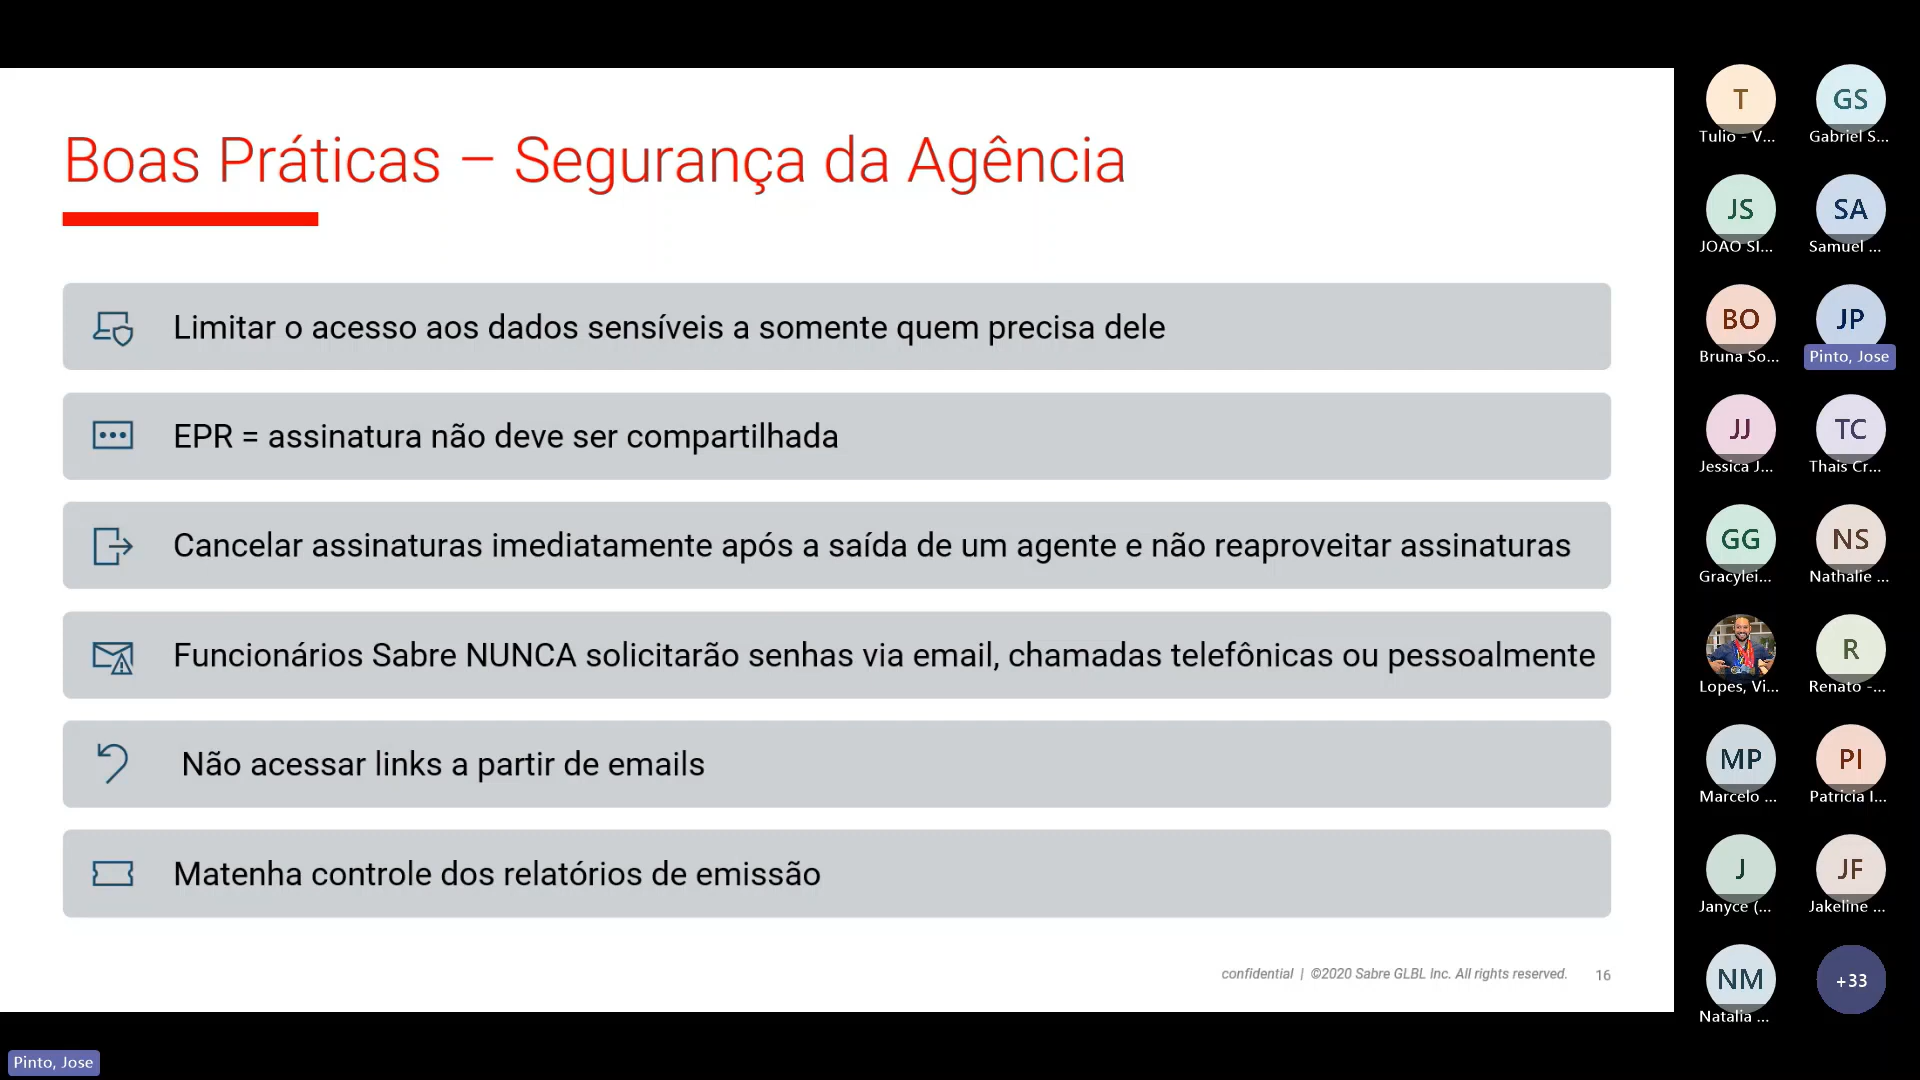 Boas Práticas – Segurança da Agência
Limitar o acesso aos dados sensíveis a somente quem precisa dele
EPR = assinatura não deve ser compartilhada
Cancelar assinaturas imediatamente após a saída de um agente e não reaproveitar assinaturas
Funcionários Sabre NUNCA solicitarão senhas via email, chamadas telefônicas ou pessoalmente
Não acessar links a partir de emails
Matenha controle dos relatórios de emissão
confidential | ©2020 Sabre GLBL Inc. All rights reserved. 16
T GS
Tulio - V... Gabriel S...
JS SA
JOAO SI... Samuel ...
BO JP
Bruna So... Pinto, Jose
JJ TC
Jessica J... Thais Cr...
GG NS
Gracylei... Nathalie ...
R
Lopes, Vi... Renato -...
MP PI
Marcelo ... Patricia I...
J JF
Janyce (... Jakeline ...
NM +33
Natalia ...
Pinto, Jose